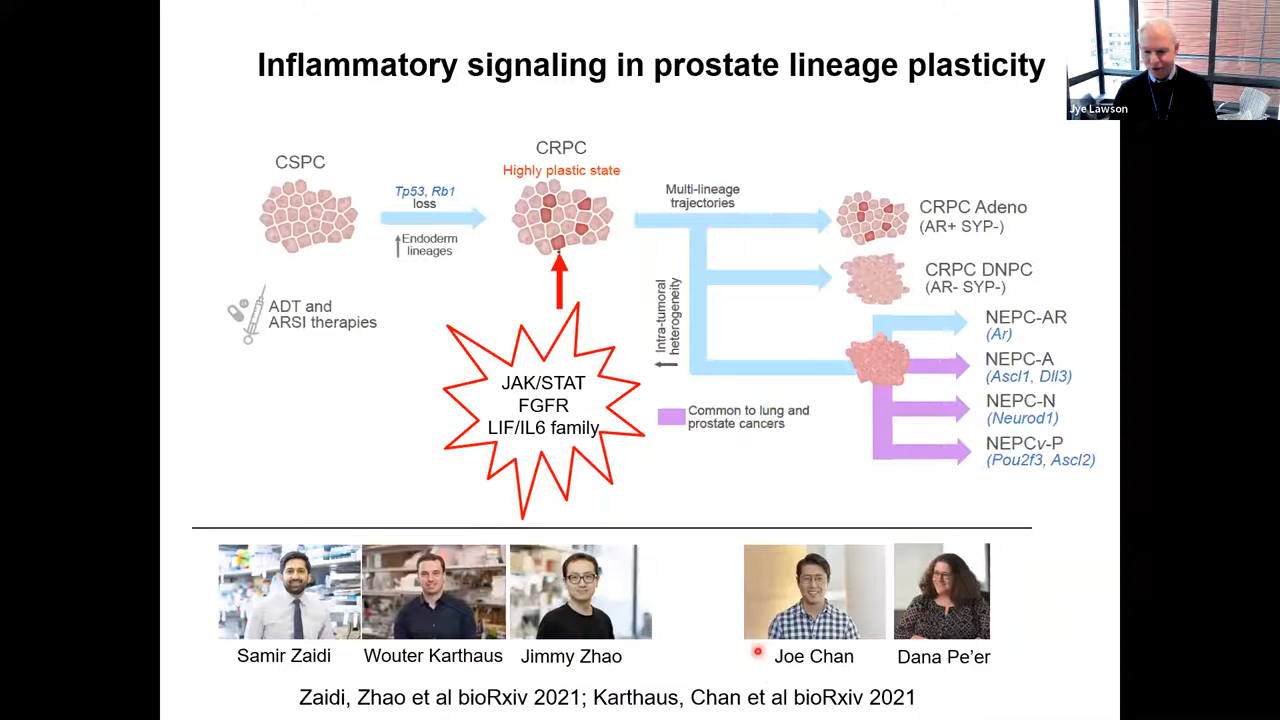 Inflammatory signaling in prostate lineage plasticity
Jye Lawson
CSPC
Tp53, Rb1
loss
Endoderm
lineages
ADT and
ARSI therapies
CRPC
Highly plastic state
JAK/STAT
FGFR
LIF/IL6 family
Multi-lineage
trajectories
Intra-tumoral
heterogeneity
Common to lung and
prostate cancers
CRPC Adeno
(AR+ SYP-)
CRPC DNPC
(AR- SYP-)
NEPC-AR
(Ar)
NEPC-A
(Ascl1, Dll3)
NEPC-N
(Neurod1)
NEPCv-P
(Pou2f3, Ascl2)
Samir Zaidi
Wouter Karthaus
Jimmy Zhao
Joe Chan
Dana Pe'er
Zaidi, Zhao et al bioRxiv 2021; Karthaus, Chan et al bioRxiv 2021